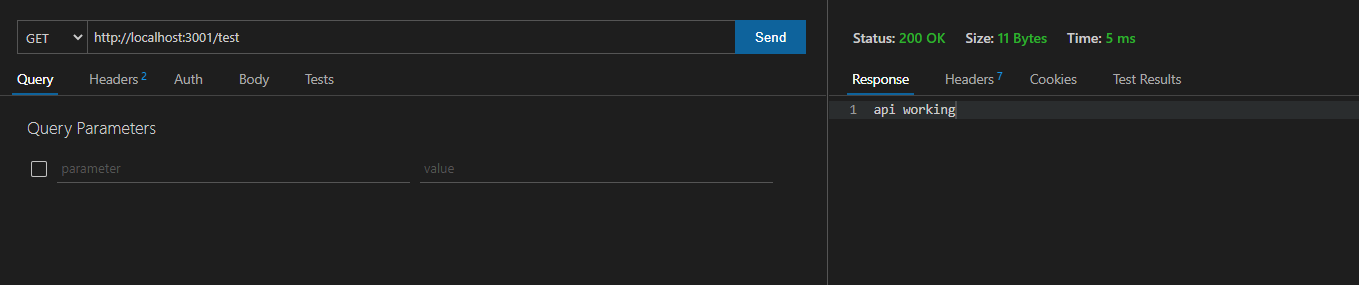 GET http://localhost:3001/test Send
Query Headers 2 Auth Body Tests
Query Parameters
parameter value
Status: 200 OK Size: 11 Bytes Time: 5 ms
Response Headers 7 Cookies Test Results
1 api working